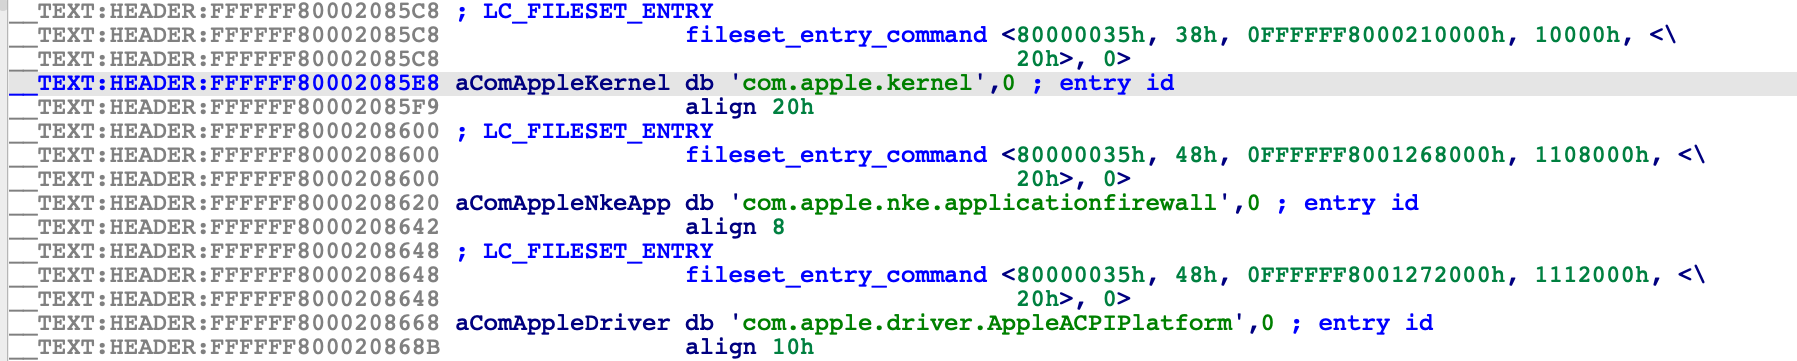 __TEXT:HEADER:FFFFFF80002085C8 ; LC_FILESET_ENTRY
__TEXT:HEADER:FFFFFF80002085C8 fileset_entry_command <80000035h, 38h, 0FFFFFF8000210000h, 10000h, <\
__TEXT:HEADER:FFFFFF80002085C8 20h>, 0>
__TEXT:HEADER:FFFFFF80002085E8 aComAppleKernel db 'com.apple.kernel',0 ; entry id
__TEXT:HEADER:FFFFFF80002085F9 align 20h
__TEXT:HEADER:FFFFFF8000208600 ; LC_FILESET_ENTRY
__TEXT:HEADER:FFFFFF8000208600 fileset_entry_command <80000035h, 48h, 0FFFFFF8001268000h, 1108000h, <\
__TEXT:HEADER:FFFFFF8000208600 20h>, 0>
__TEXT:HEADER:FFFFFF8000208620 aComAppleNkeApp db 'com.apple.nke.applicationfirewall',0 ; entry id
__TEXT:HEADER:FFFFFF8000208642 align 8
__TEXT:HEADER:FFFFFF8000208648 ; LC_FILESET_ENTRY
__TEXT:HEADER:FFFFFF8000208648 fileset_entry_command <80000035h, 48h, 0FFFFFF8001272000h, 1112000h, <\
__TEXT:HEADER:FFFFFF8000208648 20h>, 0>
__TEXT:HEADER:FFFFFF8000208668 aComAppleDriver db 'com.apple.driver.AppleACPIPlatform',0 ; entry id
__TEXT:HEADER:FFFFFF800020868B align 10h